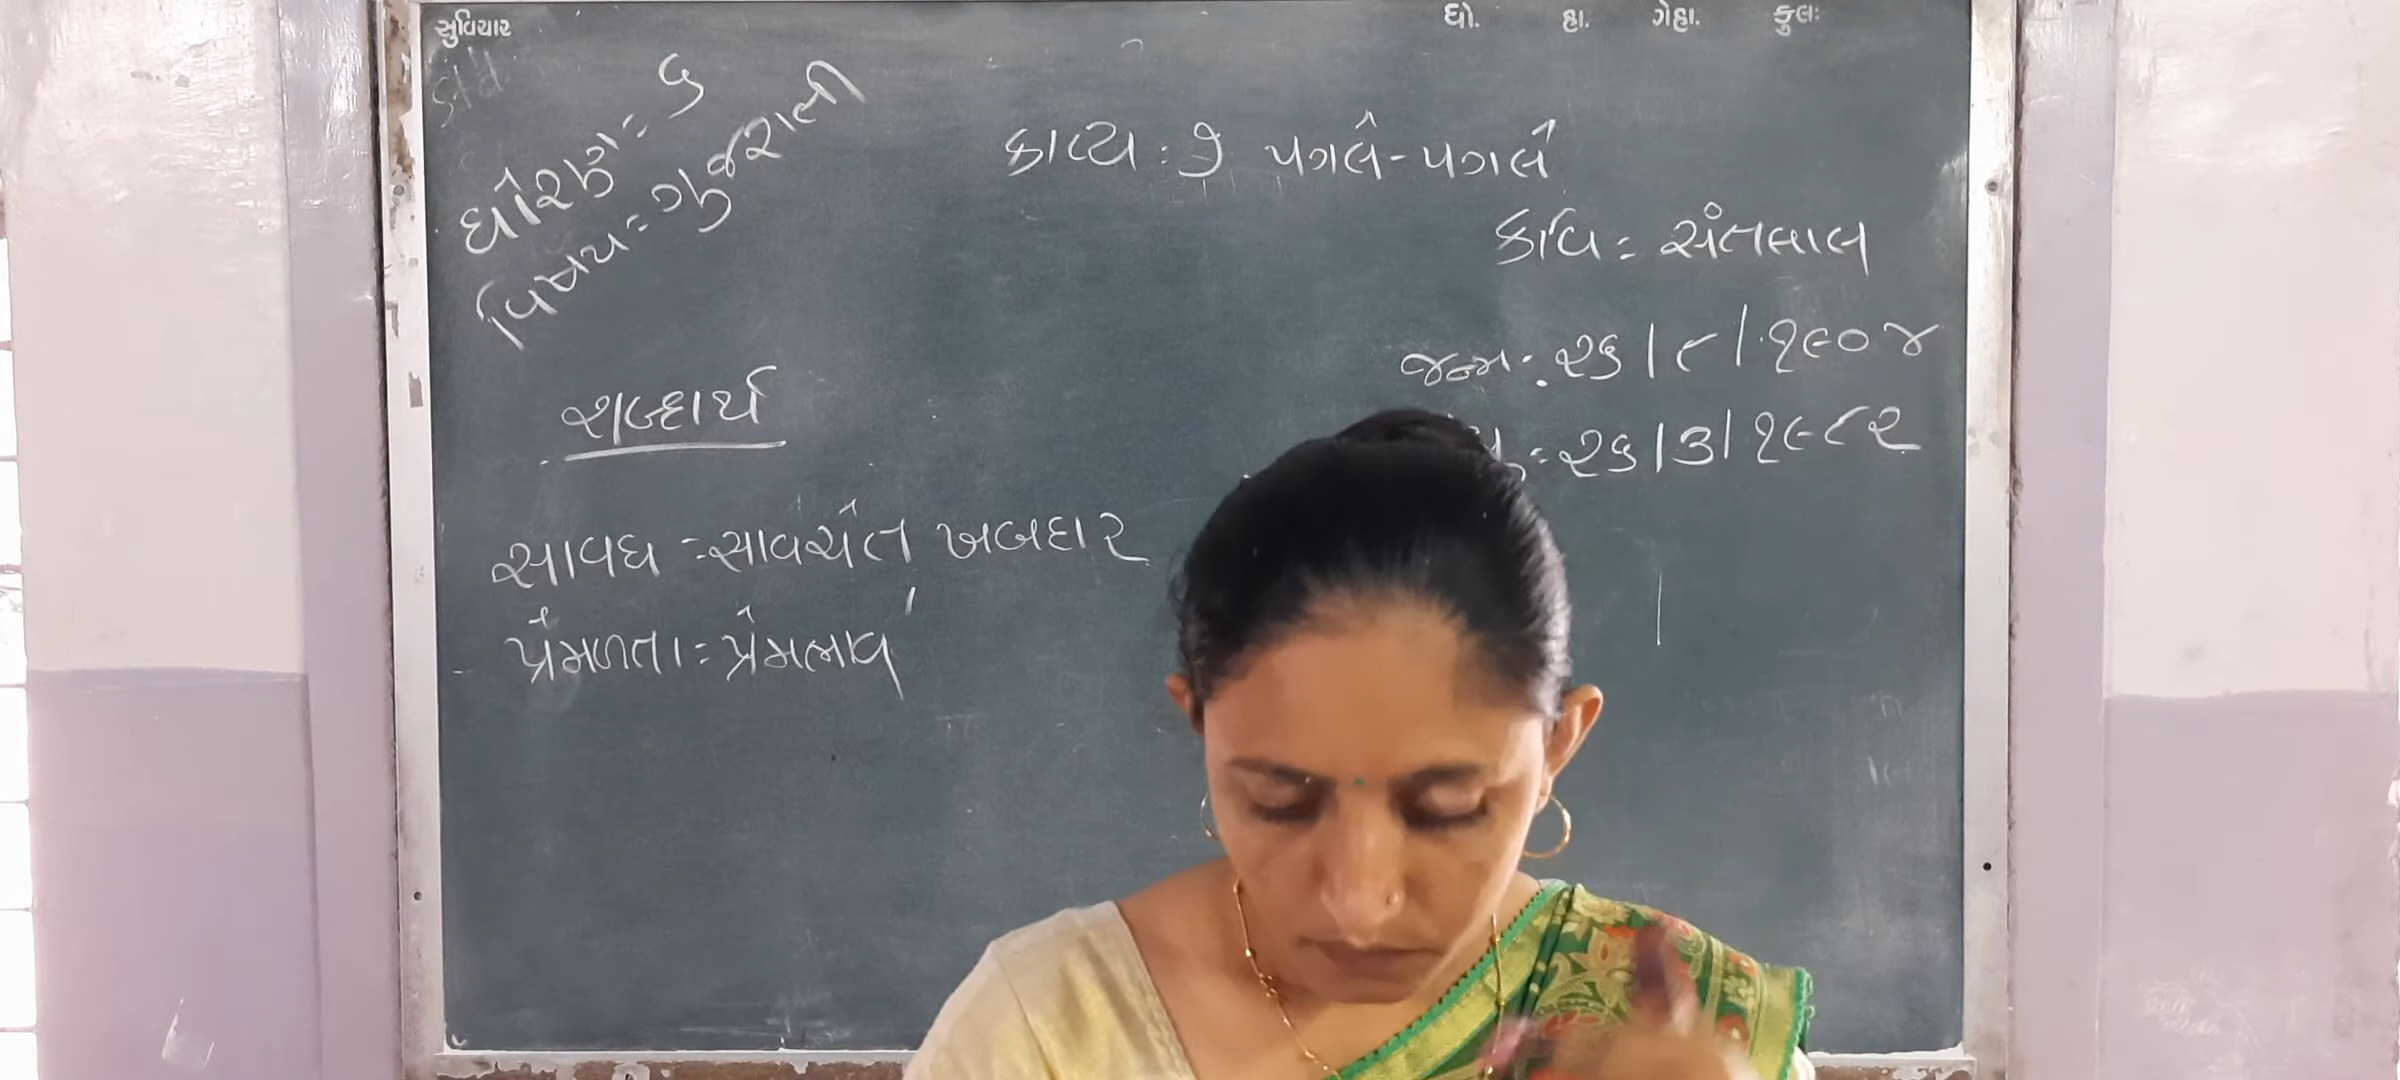 સુવિચાર
ધો. હા. ગેહા. કુલઃ
ધોરણ = ૬
વિષય = ગુજરાતી
કાવ્ય : ૭ પગલે - પગલે
કવિ = સંતબાલ
જન્મ : ૨૬ / ૮ / ૧૯૦૪
= ૨૬ / ૩ / ૧૯૮૨
શબ્દાર્થ
સાવધ = સાવચેત, ખબરદાર
પ્રેમળતા = પ્રેમભાવ